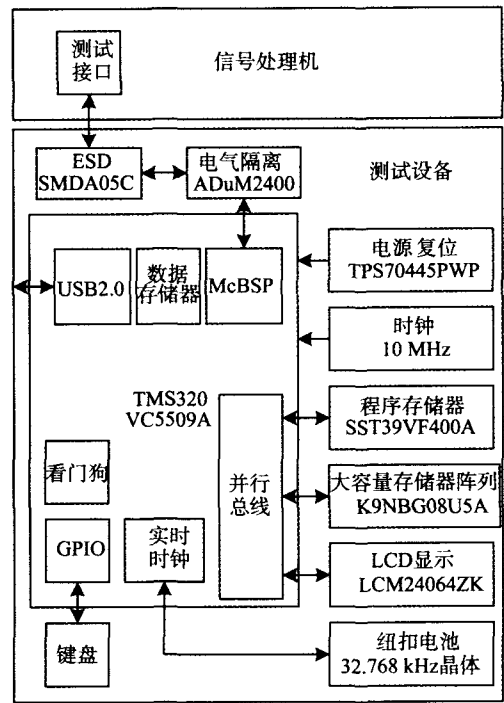 测试
接口
信号处理机
ESD
SMDA05C
电气隔离
ADuM2400
测试设备
USB2.0
数据
存储器
McBSP
电源复位
TPS70445PWP
时钟
10 MHz
TMS320
VC5509A
程序存储器
SST39VF400A
看门狗
并行
总线
大容量存储器阵列
K9NBG08U5A
GPIO
实时
时钟
LCD显示
LCM24064ZK
键盘
纽扣电池
32.768 kHz晶体